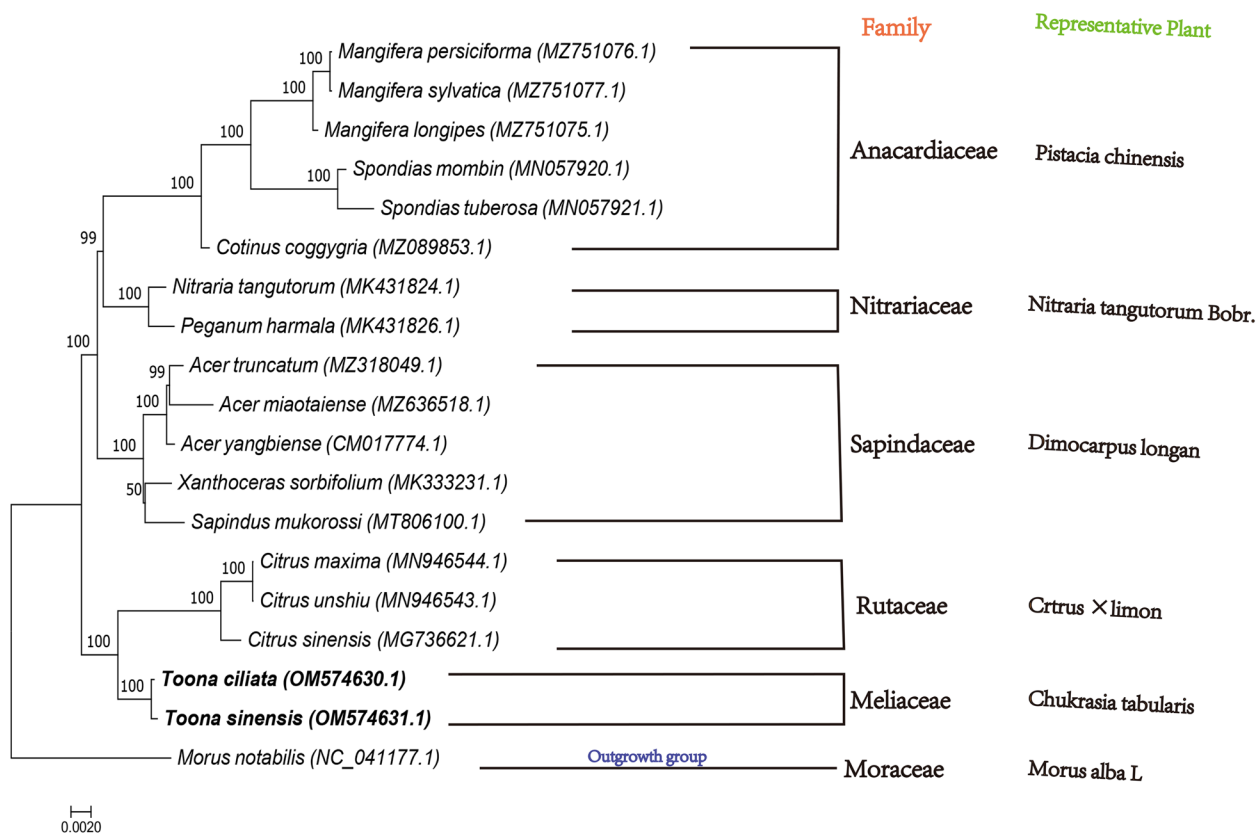 Family Representative Plant
100 Mangifera persiciforma (MZ751076.1)
100 Mangifera sylvatica (MZ751077.1)
100 Mangifera longipes (MZ751075.1)
Anacardiaceae Pistacia chinensis
100 Spondias mombin (MN057920.1)
100 Spondias tuberosa (MN057921.1)
99 Cotinus coggygria (MZ089853.1)
100 Nitraria tangutorum (MK431824.1)
Nitrariaceae Nitraria tangutorum Bobr.
Peganum harmala (MK431826.1)
100
99 Acer truncatum (MZ318049.1)
100 Acer miaotaiense (MZ636518.1)
100 Acer yangbiense (CM017774.1)
Sapindaceae Dimocarpus longan
50 Xanthoceras sorbifolium (MK333231.1)
Sapindus mukorossi (MT806100.1)
100 Citrus maxima (MN946544.1)
100 Citrus unshiu (MN946543.1)
Rutaceae Crtrus ×limon
100 Citrus sinensis (MG736621.1)
100 Toona ciliata (OM574630.1)
Meliaceae Chukrasia tabularis
Toona sinensis (OM574631.1)
Morus notabilis (NC_041177.1) Outgrowth group
Moraceae Morus alba L
0.0020